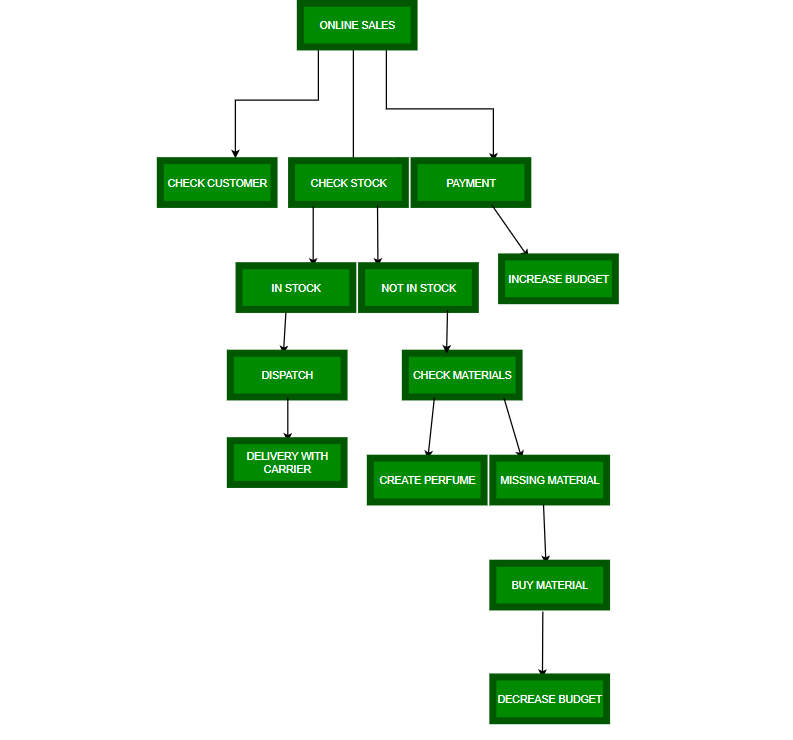 ONLINE SALES
CHECK CUSTOMER
CHECK STOCK
PAYMENT
INCREASE BUDGET
IN STOCK
NOT IN STOCK
DISPATCH
CHECK MATERIALS
DELIVERY WITH
CARRIER
CREATE PERFUME
MISSING MATERIAL
BUY MATERIAL
DECREASE BUDGET